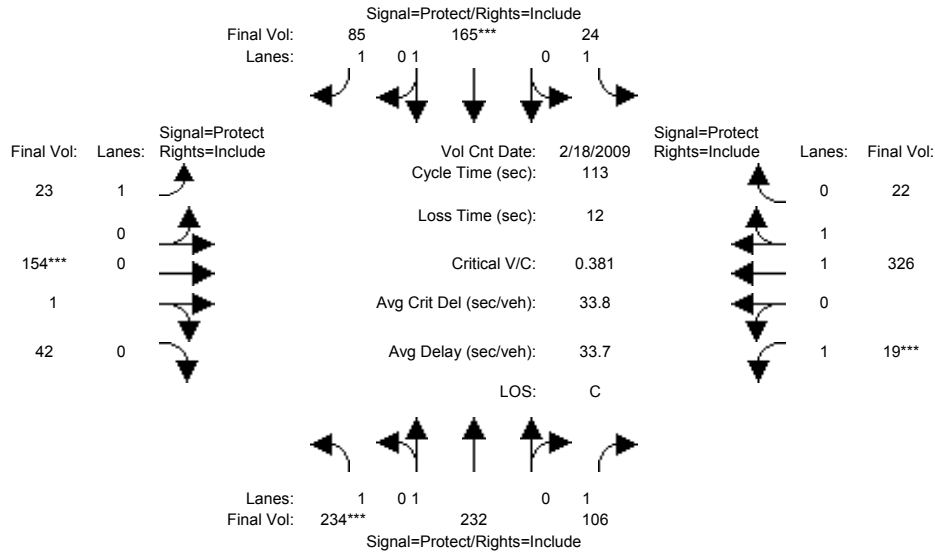 Signal=Protect/Rights=Include
Final Vol: 85 165*** 24
Lanes: 1 0 1 0 1
Signal=Protect Signal=Protect
Final Vol: Lanes: Rights=Include Vol Cnt Date: 2/18/2009 Rights=Include Lanes: Final Vol:
Cycle Time (sec): 113
23 1 0 22
Loss Time (sec): 12
0 1
154*** 0 Critical V/C: 0.381 1 326
1 0 Avg Crit Del (sec/veh): 33.8 0
42 0 Avg Delay (sec/veh): 33.7 1 19***
LOS: C
Lanes: 1 0 1 0 1
Final Vol: 234*** 232 106
Signal=Protect/Rights=Include